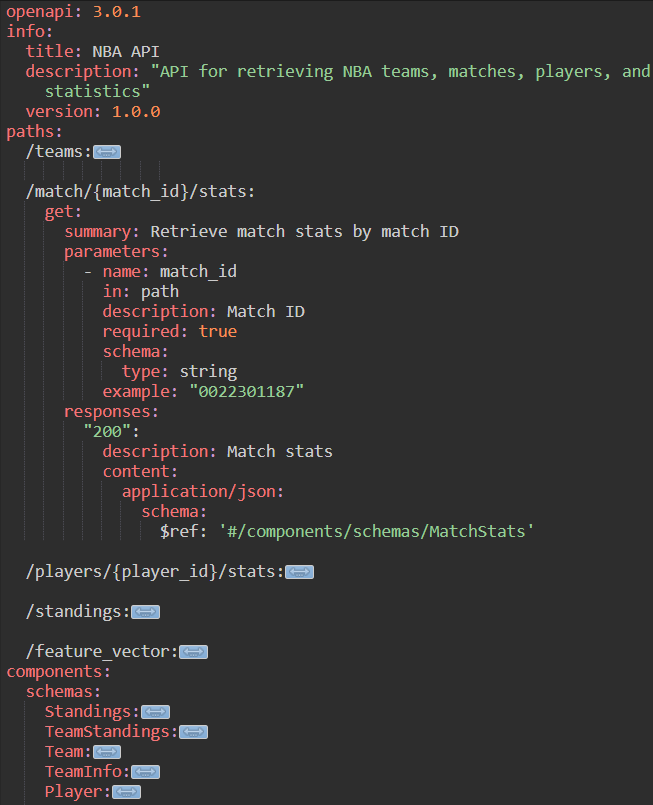 openapi: 3.0.1
info:
  title: NBA API
  description: "API for retrieving NBA teams, matches, players, and
    statistics"
  version: 1.0.0
paths:
  /teams:
  /match/{match_id}/stats:
    get:
      summary: Retrieve match stats by match ID
      parameters:
        - name: match_id
          in: path
          description: Match ID
          required: true
          schema:
            type: string
          example: "0022301187"
      responses:
        "200":
          description: Match stats
          content:
            application/json:
              schema:
                $ref: '#/components/schemas/MatchStats'
  /players/{player_id}/stats:
  /standings:
  /feature_vector:
components:
  schemas:
    Standings:
    TeamStandings:
    Team:
    TeamInfo:
    Player: